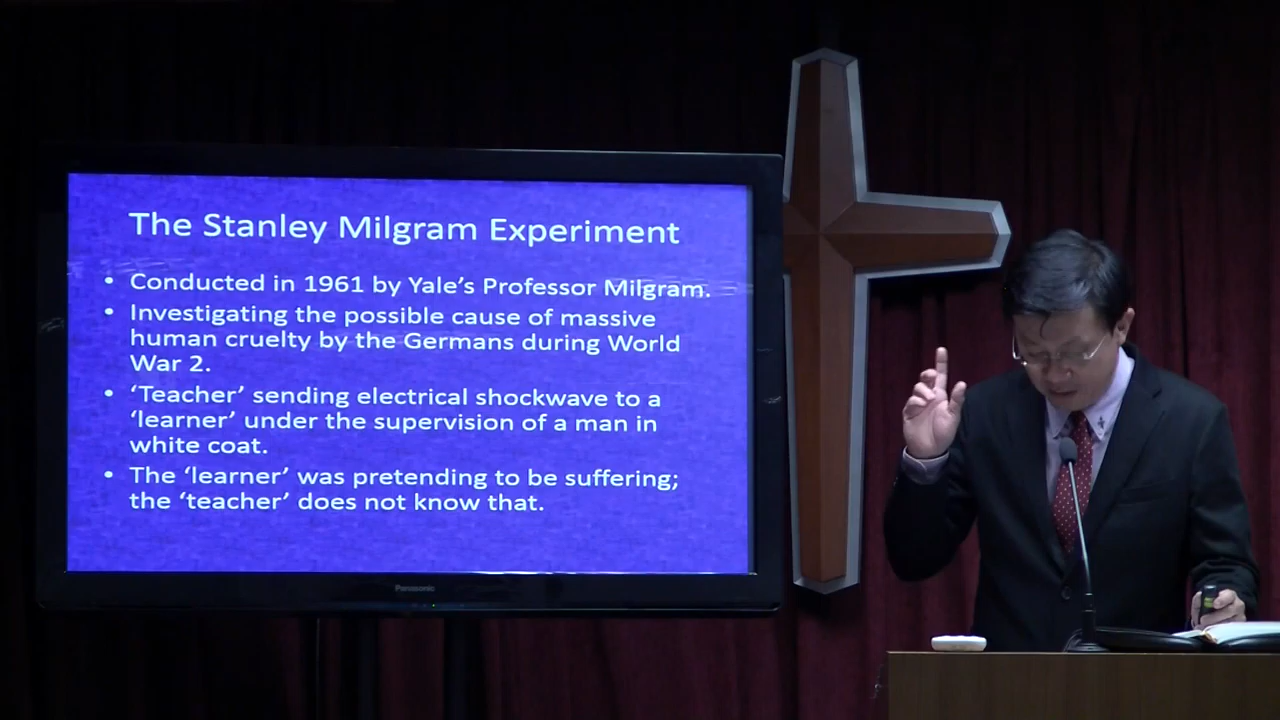 The Stanley Milgram Experiment
• Conducted in 1961 by Yale's Professor Milgram.
• Investigating the possible cause of massive
human cruelty by the Germans during World
War 2.
• 'Teacher' sending electrical shockwave to a
'learner' under the supervision of a man in
white coat.
• The 'learner' was pretending to be suffering;
the 'teacher' does not know that.
Panasonic